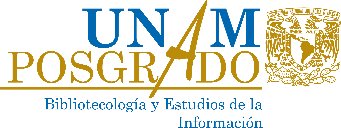 UNAM
POSGRADO
Bibliotecología y Estudios de la
Información